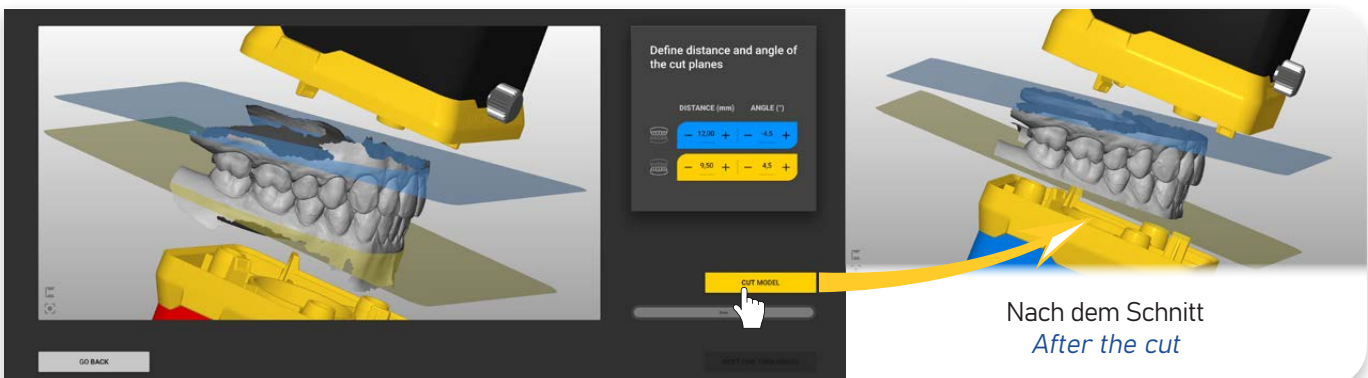 Define distance and angle of
the cut planes
DISTANCE (mm) ANGLE (°)
− 12,00 + − -4,5 +
− 9,50 + − 4,5 +
CUT MODEL
GO BACK
Nach dem Schnitt
After the cut